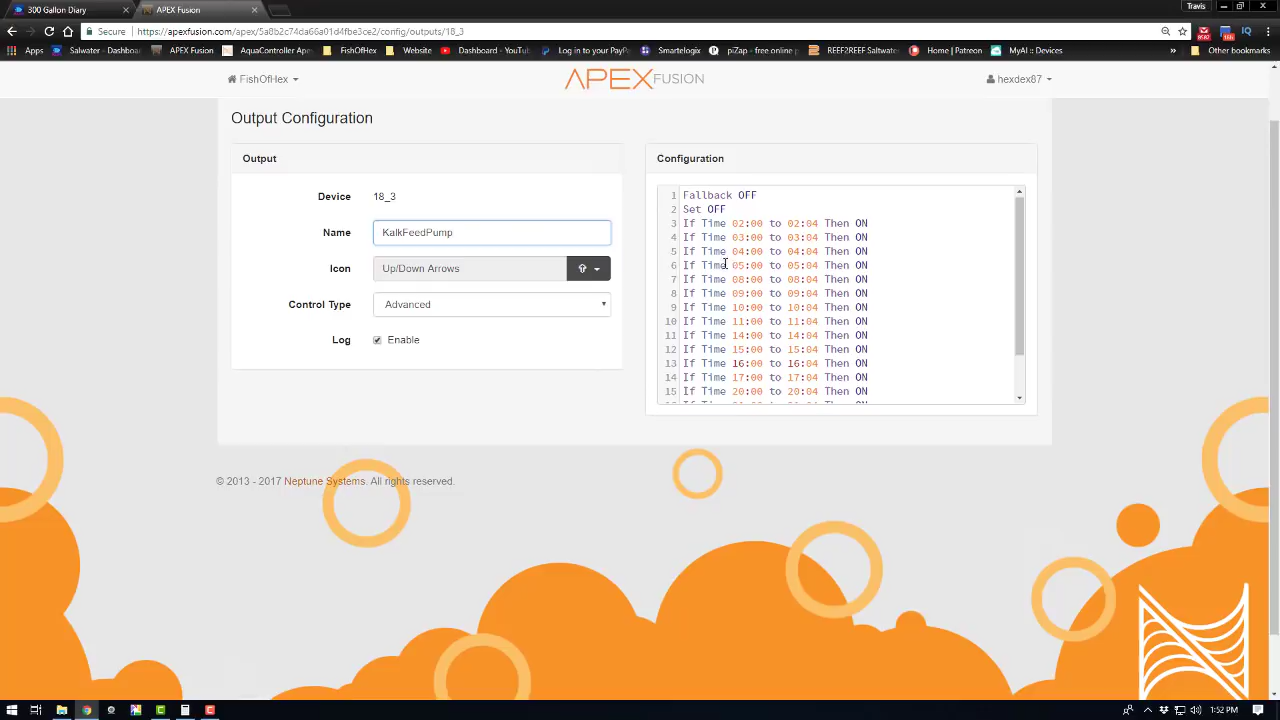 300 Gallon Diary
APEX Fusion
Travis
Secure
https://apexfusion.com/apex/5a8b2c74da66a01d4fbe3ce2/config/outputs/18_3
Apps
Salwater - Dashboard
APEX Fusion
AquaController App
FishOfHex
Website
Dashboard - YouTu
Log in to your PayP
Smartelogix
piZap - free online p
REEF2REEF Saltwate
Home | Patreon
MyAI :: Devices
»
Other bookmarks
FishOfHex
APEX FUSION
hexdex87
Output Configuration
Output
Device
18_3
Name
KalkFeedPump
Icon
Up/Down Arrows
Control Type
Advanced
Log
Enable
Configuration
1 Fallback OFF
2 Set OFF
3 If Time 02:00 to 02:04 Then ON
4 If Time 03:00 to 03:04 Then ON
5 If Time 04:00 to 04:04 Then ON
6 If Time 05:00 to 05:04 Then ON
7 If Time 08:00 to 08:04 Then ON
8 If Time 09:00 to 09:04 Then ON
9 If Time 10:00 to 10:04 Then ON
10 If Time 11:00 to 11:04 Then ON
11 If Time 14:00 to 14:04 Then ON
12 If Time 15:00 to 15:04 Then ON
13 If Time 16:00 to 16:04 Then ON
14 If Time 17:00 to 17:04 Then ON
15 If Time 20:00 to 20:04 Then ON
© 2013 - 2017 Neptune Systems. All rights reserved.
1:52 PM